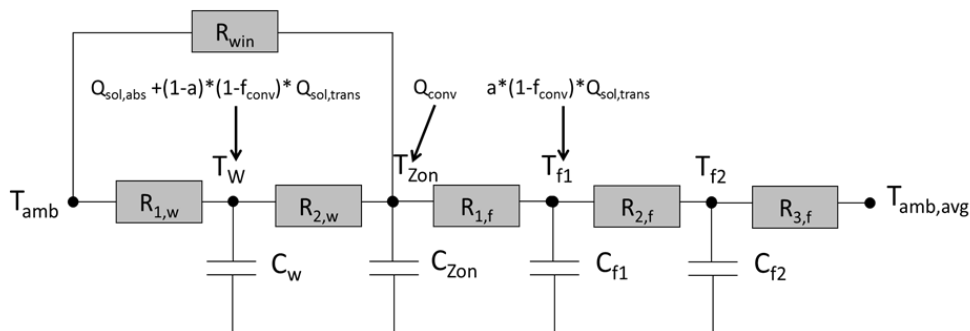 R_win
Q_sol,abs +(1-a)*(1-f_conv)* Q_sol,trans
Q_conv
a*(1-f_conv)*Q_sol,trans
T_W
T_Zon
T_f1
T_f2
T_amb
R_1,w
R_2,w
R_1,f
R_2,f
R_3,f
T_amb,avg
C_w
C_Zon
C_f1
C_f2